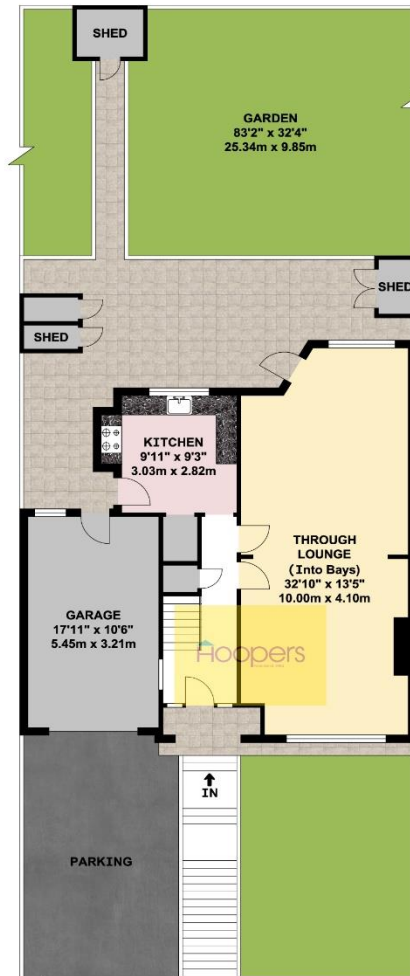 SHED
GARDEN
83'2" x 32'4"
25.34m x 9.85m
SHED
SHED
KITCHEN
9'11" x 9'3"
3.03m x 2.82m
THROUGH
LOUNGE
(Into Bays)
32'10" x 13'5"
10.00m x 4.10m
GARAGE
17'11" x 10'6"
5.45m x 3.21m
Hoopers
IN
PARKING